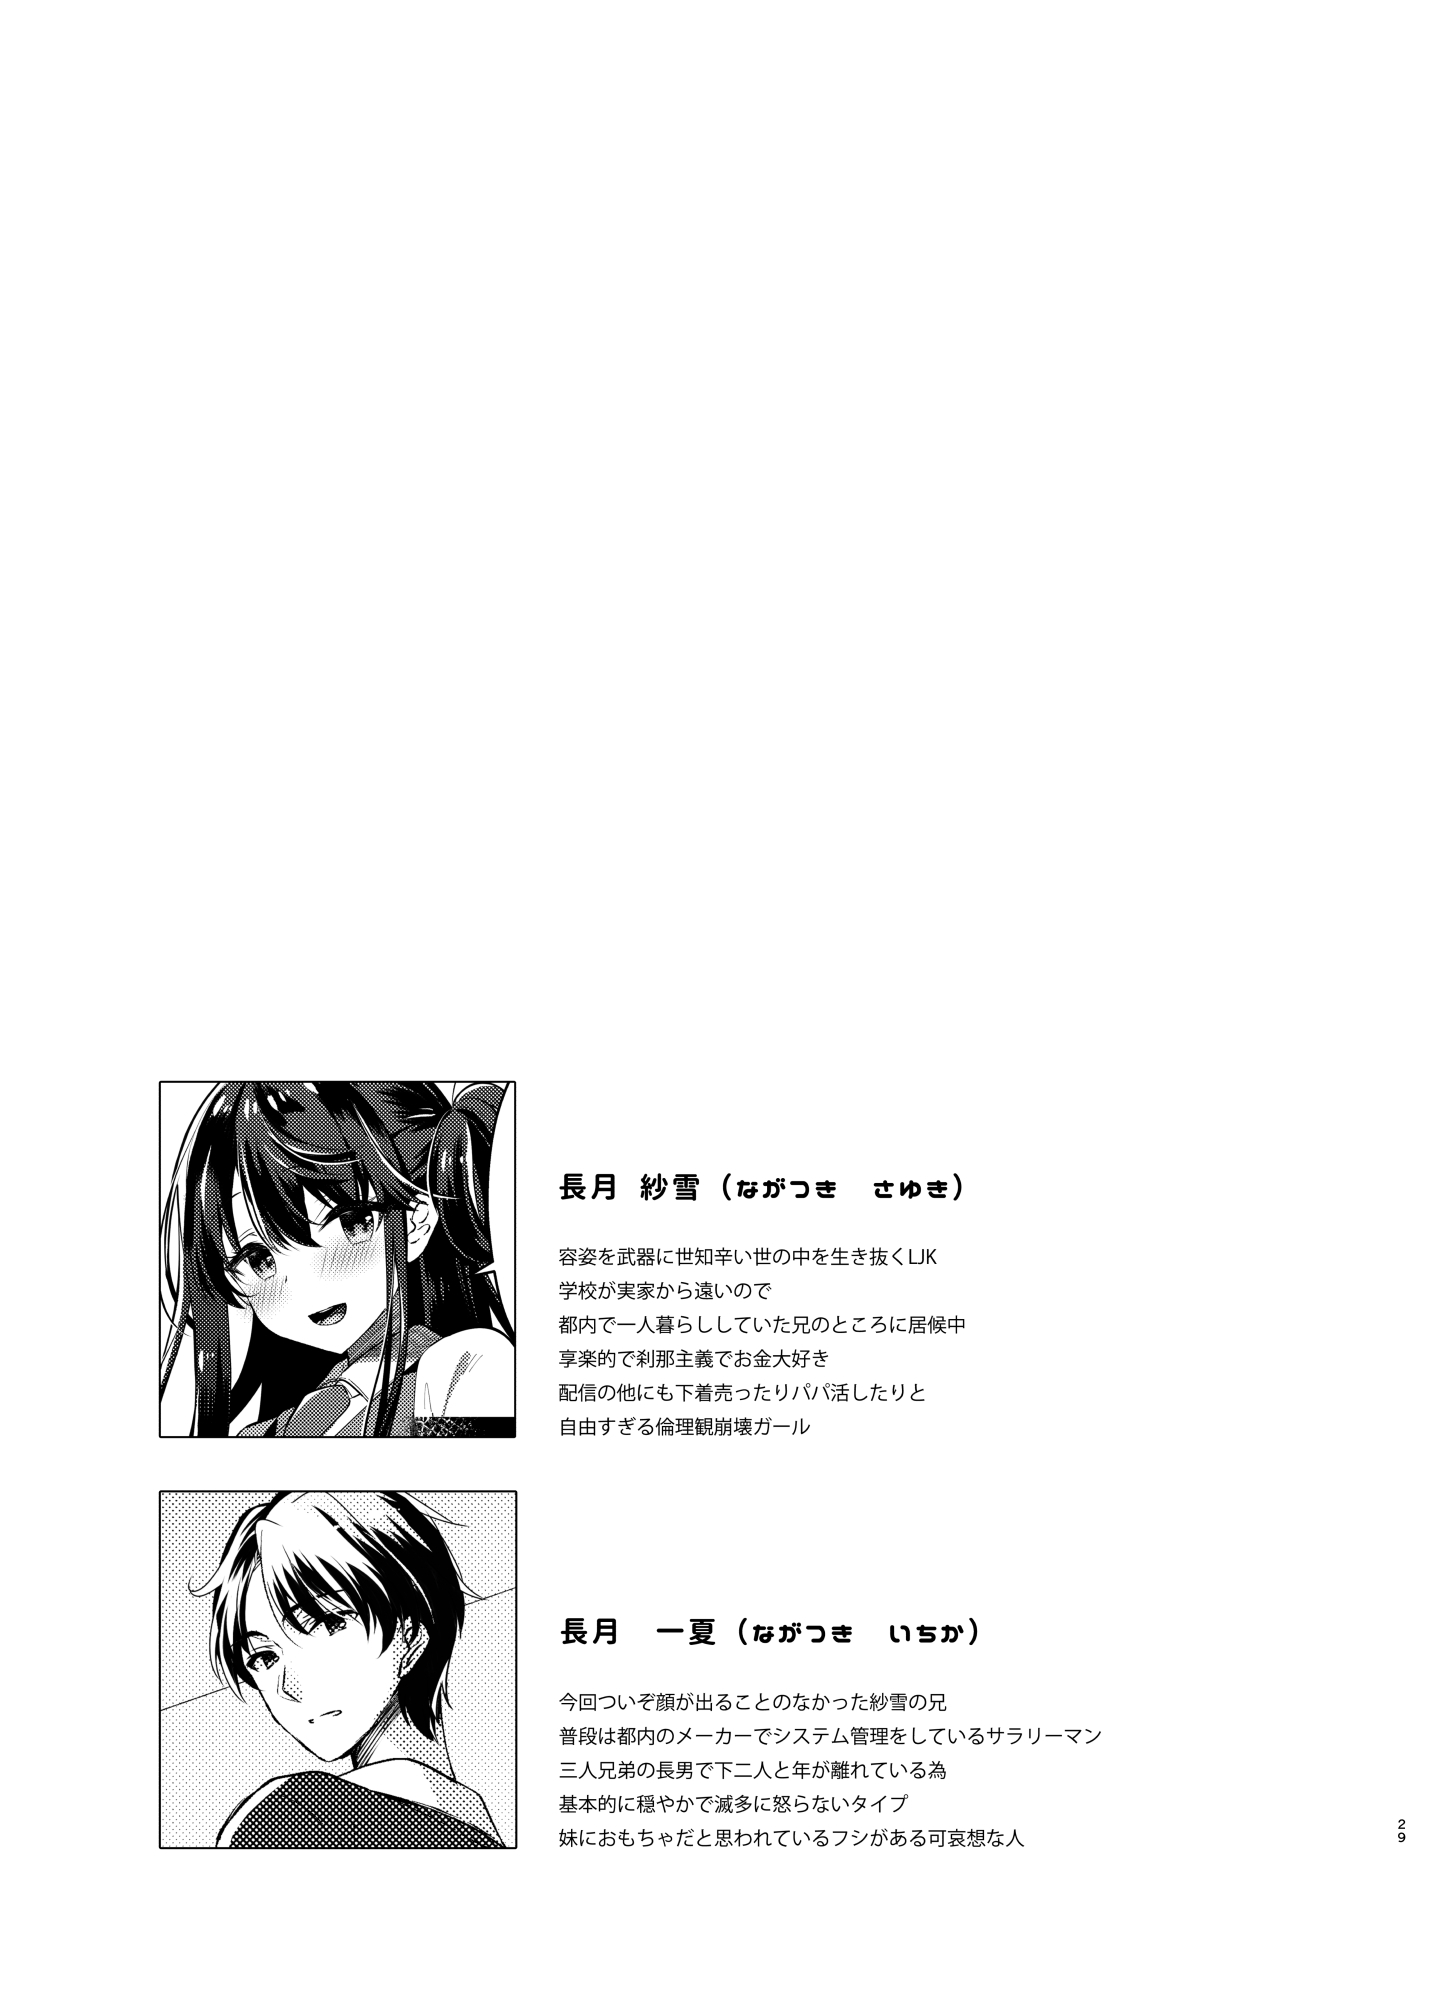 長月 紗雪（ながつき　さゆき）
容姿を武器に世知辛い世の中を生き抜くLJK
学校が実家から遠いので
都内で一人暮らししていた兄のところに居候中
享楽的で刹那主義でお金大好き
配信の他にも下着売ったりパパ活したりと
自由すぎる倫理観崩壊ガール
長月　一夏（ながつき　いちか）
今回ついぞ顔が出ることのなかった紗雪の兄
普段は都内のメーカーでシステム管理をしているサラリーマン
三人兄弟の長男で下二人と年が離れている為
基本的に穏やかで滅多に怒らないタイプ
妹におもちゃだと思われているフシがある可哀想な人
29